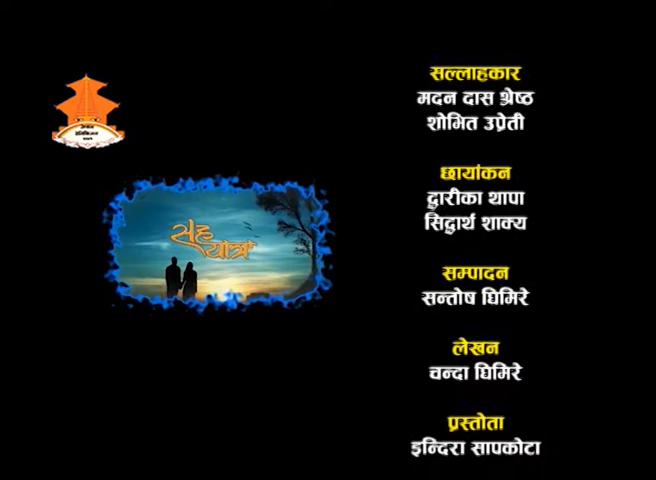 सल्लाहकार
मदन दास श्रेष्ठ
शोभित उप्रेती
छायांकन
द्वारीका थापा
सिद्धार्थ शाक्य
सम्पादन
सन्तोष घिमिरे
लेखन
चन्दा घिमिरे
प्रस्तोता
इन्दिरा सापकोटा
सह
यात्रा